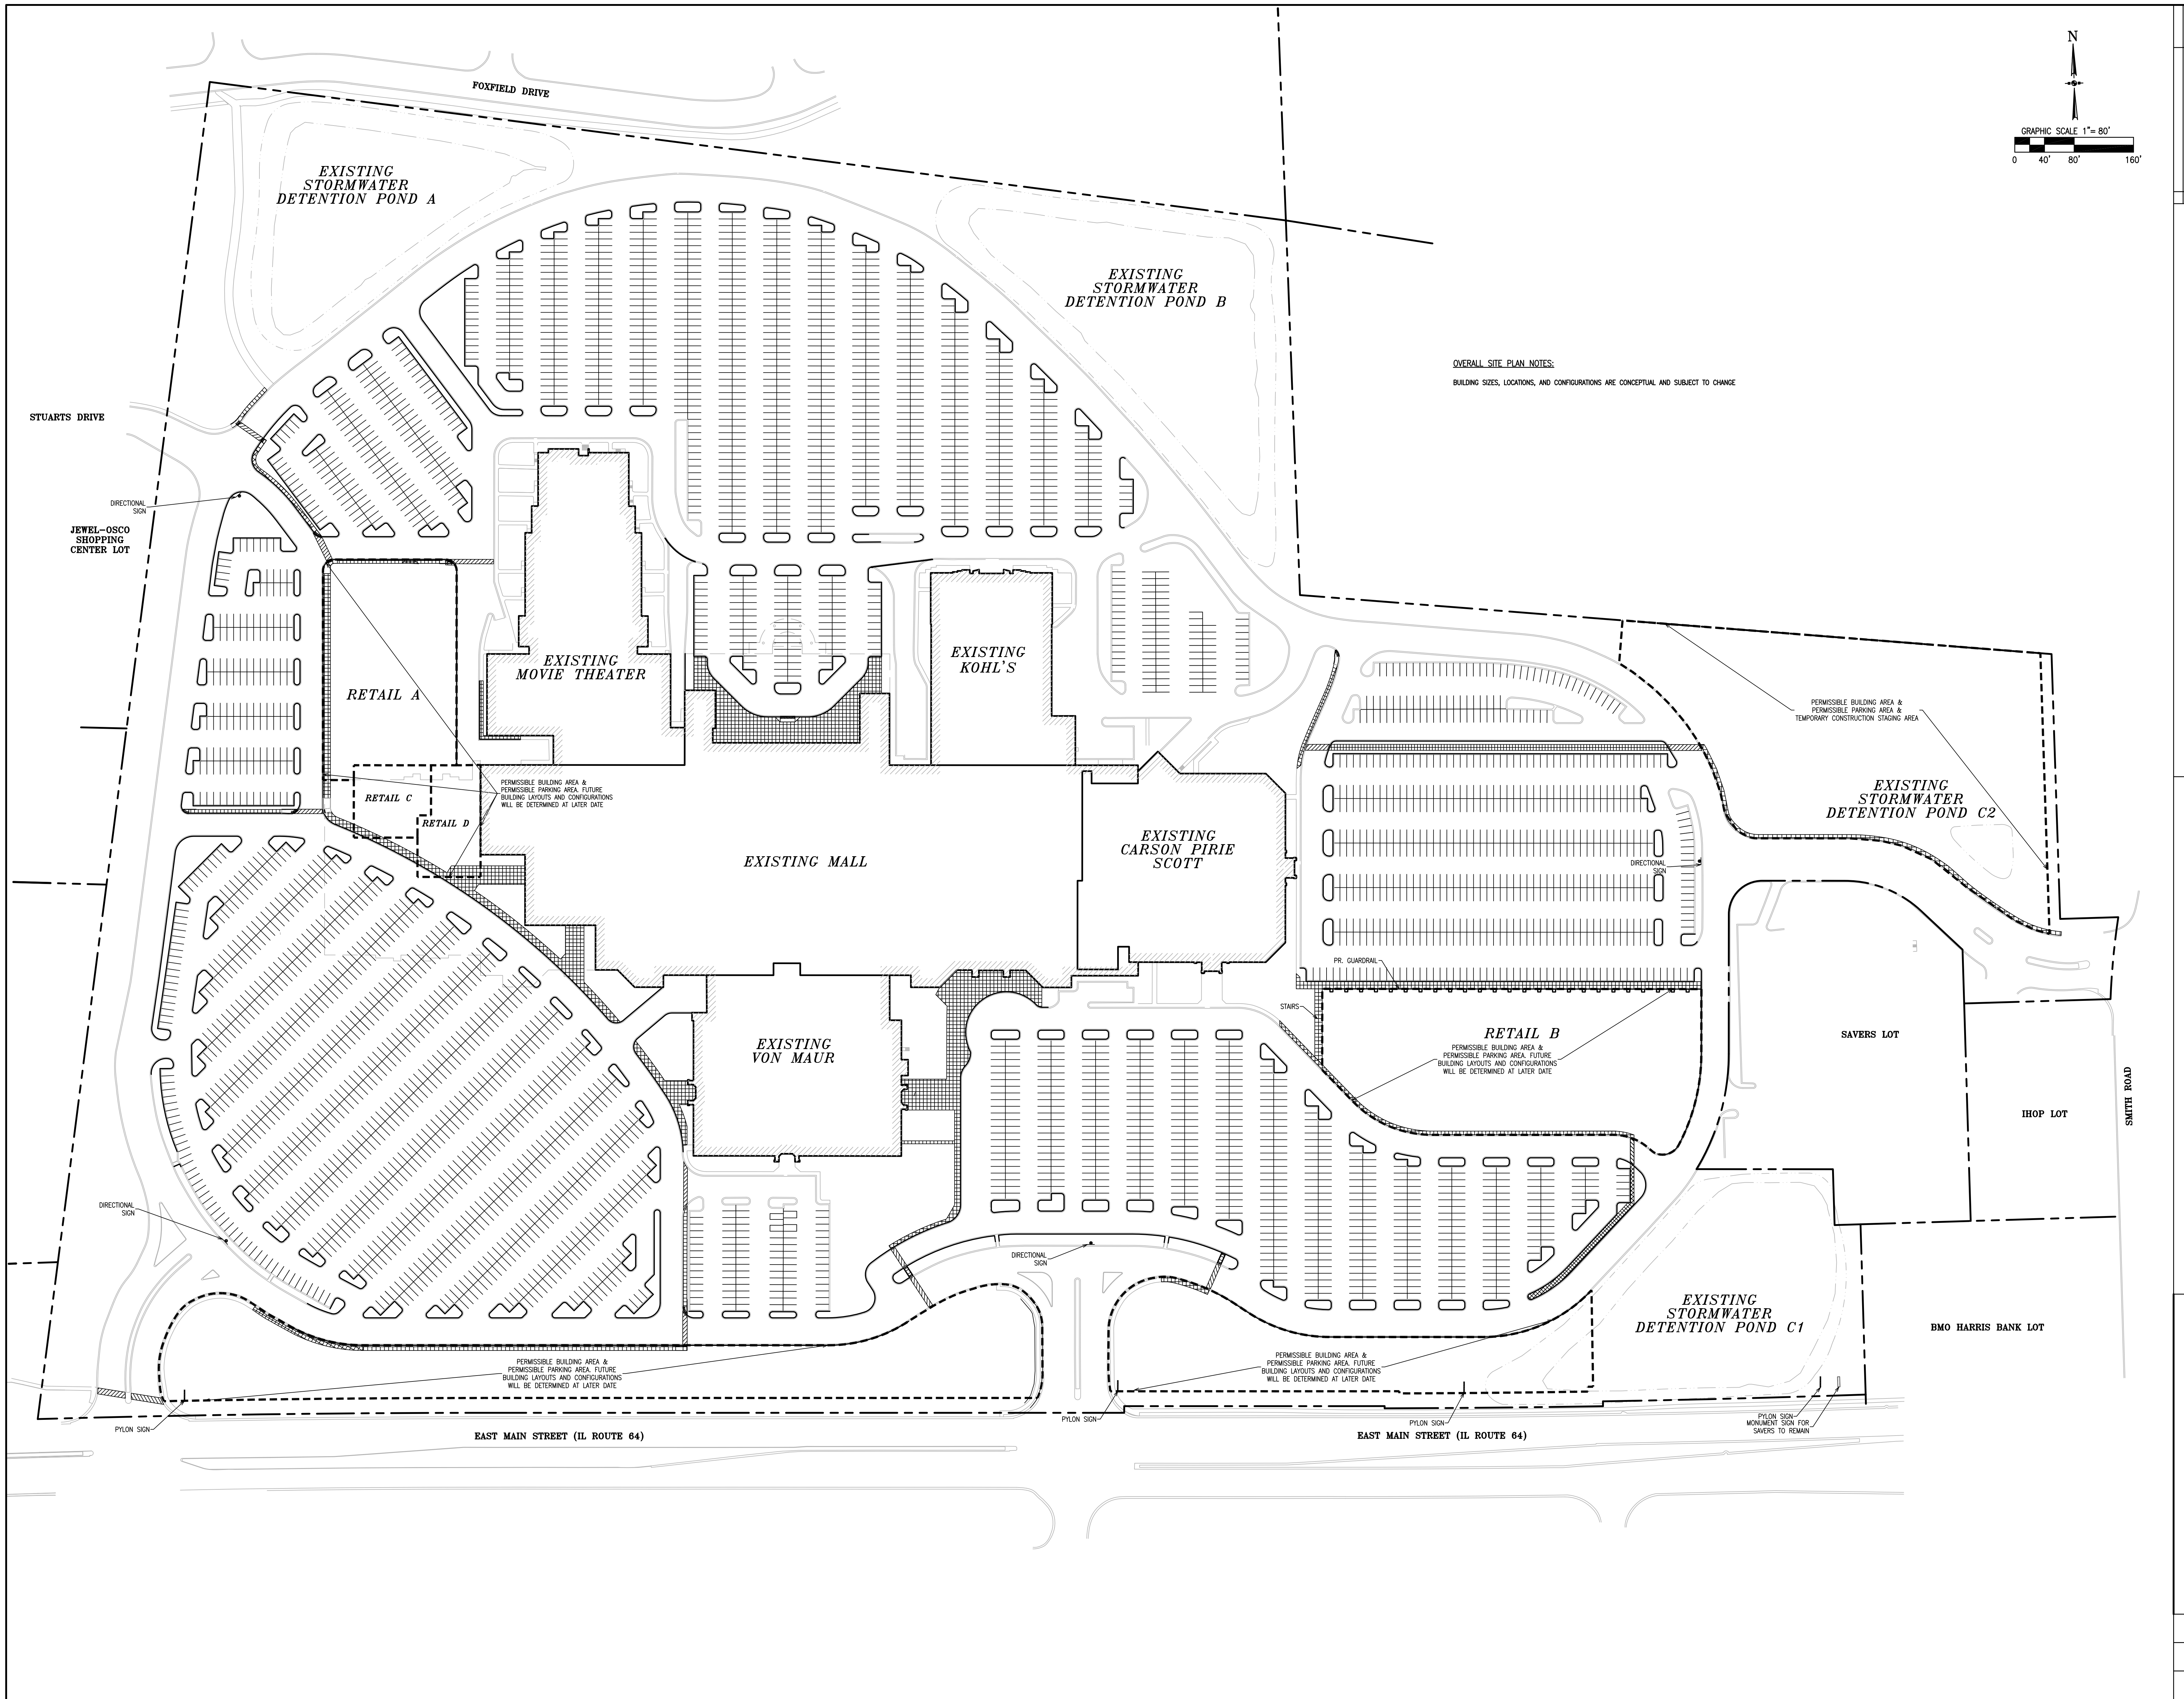 FOXFIELD DRIVE
N
GRAPHIC SCALE 1"= 80'
0 40' 80' 160'
EXISTING
STORMWATER
DETENTION POND A
EXISTING
STORMWATER
DETENTION POND B
OVERALL SITE PLAN NOTES:
BUILDING SIZES, LOCATIONS, AND CONFIGURATIONS ARE CONCEPTUAL AND SUBJECT TO CHANGE
STUARTS DRIVE
DIRECTIONAL
SIGN
JEWEL-OSCO
SHOPPING
CENTER LOT
EXISTING
MOVIE THEATER
EXISTING
KOHL'S
RETAIL A
PERMISSIBLE BUILDING AREA &
PERMISSIBLE PARKING AREA &
TEMPORARY CONSTRUCTION STAGING AREA
PERMISSIBLE BUILDING AREA &
PERMISSIBLE PARKING AREA. FUTURE
BUILDING LAYOUTS AND CONFIGURATIONS
WILL BE DETERMINED AT LATER DATE
RETAIL C
RETAIL D
EXISTING
STORMWATER
DETENTION POND C2
EXISTING MALL
EXISTING
CARSON PIRIE
SCOTT
DIRECTIONAL
SIGN
PR. GUARDRAIL
STAIRS
RETAIL B
PERMISSIBLE BUILDING AREA &
PERMISSIBLE PARKING AREA. FUTURE
BUILDING LAYOUTS AND CONFIGURATIONS
WILL BE DETERMINED AT LATER DATE
SAVERS LOT
EXISTING
VON MAUR
IHOP LOT
SMITH ROAD
DIRECTIONAL
SIGN
DIRECTIONAL
SIGN
EXISTING
STORMWATER
DETENTION POND C1
BMO HARRIS BANK LOT
PERMISSIBLE BUILDING AREA &
PERMISSIBLE PARKING AREA. FUTURE
BUILDING LAYOUTS AND CONFIGURATIONS
WILL BE DETERMINED AT LATER DATE
PERMISSIBLE BUILDING AREA &
PERMISSIBLE PARKING AREA. FUTURE
BUILDING LAYOUTS AND CONFIGURATIONS
WILL BE DETERMINED AT LATER DATE
PYLON SIGN
PYLON SIGN
PYLON SIGN
PYLON SIGN
MONUMENT SIGN FOR
SAVERS TO REMAIN
EAST MAIN STREET (IL ROUTE 64)
EAST MAIN STREET (IL ROUTE 64)